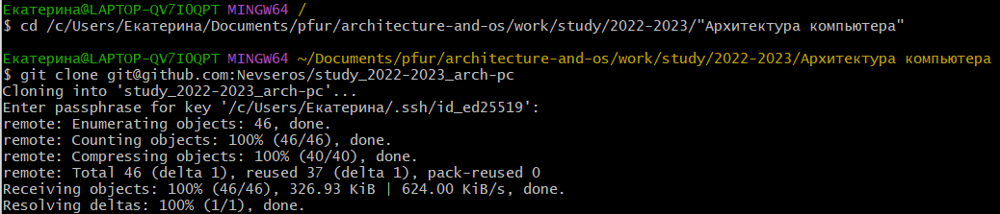 Екатерина@LAPTOP-QV7I0QPT MINGW64 /
$ cd /c/Users/Екатерина/Documents/pfur/architecture-and-os/work/study/2022-2023/"Архитектура компьютера"
Екатерина@LAPTOP-QV7I0QPT MINGW64 ~/Documents/pfur/architecture-and-os/work/study/2022-2023/Архитектура компьютера
$ git clone git@github.com:Nevseros/study_2022-2023_arch-pc
Cloning into 'study_2022-2023_arch-pc'...
Enter passphrase for key '/c/Users/Екатерина/.ssh/id_ed25519':
remote: Enumerating objects: 46, done.
remote: Counting objects: 100% (46/46), done.
remote: Compressing objects: 100% (40/40), done.
remote: Total 46 (delta 1), reused 37 (delta 1), pack-reused 0
Receiving objects: 100% (46/46), 326.93 KiB | 624.00 KiB/s, done.
Resolving deltas: 100% (1/1), done.